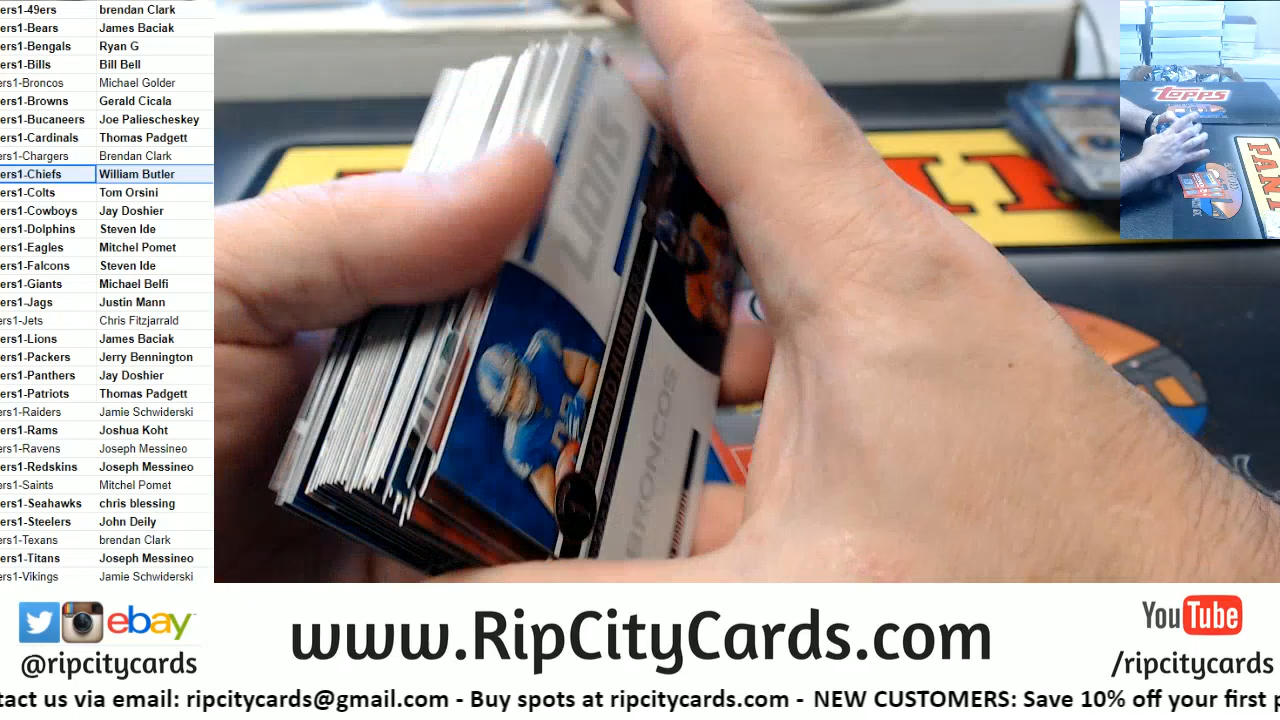 ers1-49ers brendan Clark
ers1-Bears James Baciak
ers1-Bengals Ryan G
ers1-Bills Bill Bell
ers1-Broncos Michael Golder
ers1-Browns Gerald Cicala
ers1-Bucaneers Joe Paliescheskey
ers1-Cardinals Thomas Padgett
ers1-Chargers Brendan Clark
ers1-Chiefs William Butler
ers1-Colts Tom Orsini
ers1-Cowboys Jay Doshier
ers1-Dolphins Steven Ide
ers1-Eagles Mitchel Pomet
ers1-Falcons Steven Ide
ers1-Giants Michael Belfi
ers1-Jags Justin Mann
ers1-Jets Chris Fitzjarrald
ers1-Lions James Baciak
ers1-Packers Jerry Bennington
ers1-Panthers Jay Doshier
ers1-Patriots Thomas Padgett
ers1-Raiders Jamie Schwiderski
ers1-Rams Joshua Koht
ers1-Ravens Joseph Messineo
ers1-Redskins Joseph Messineo
ers1-Saints Mitchel Pomet
ers1-Seahawks chris blessing
ers1-Steelers John Deily
ers1-Texans brendan Clark
ers1-Titans Joseph Messineo
ers1-Vikings Jamie Schwiderski
LIONS
BRONCOS
Topps
PANI
ebay
@ripcitycards
www.RipCityCards.com
YouTube
/ripcitycards
tact us via email: ripcitycards@gmail.com - Buy spots at ripcitycards.com - NEW CUSTOMERS: Save 10% off your first p